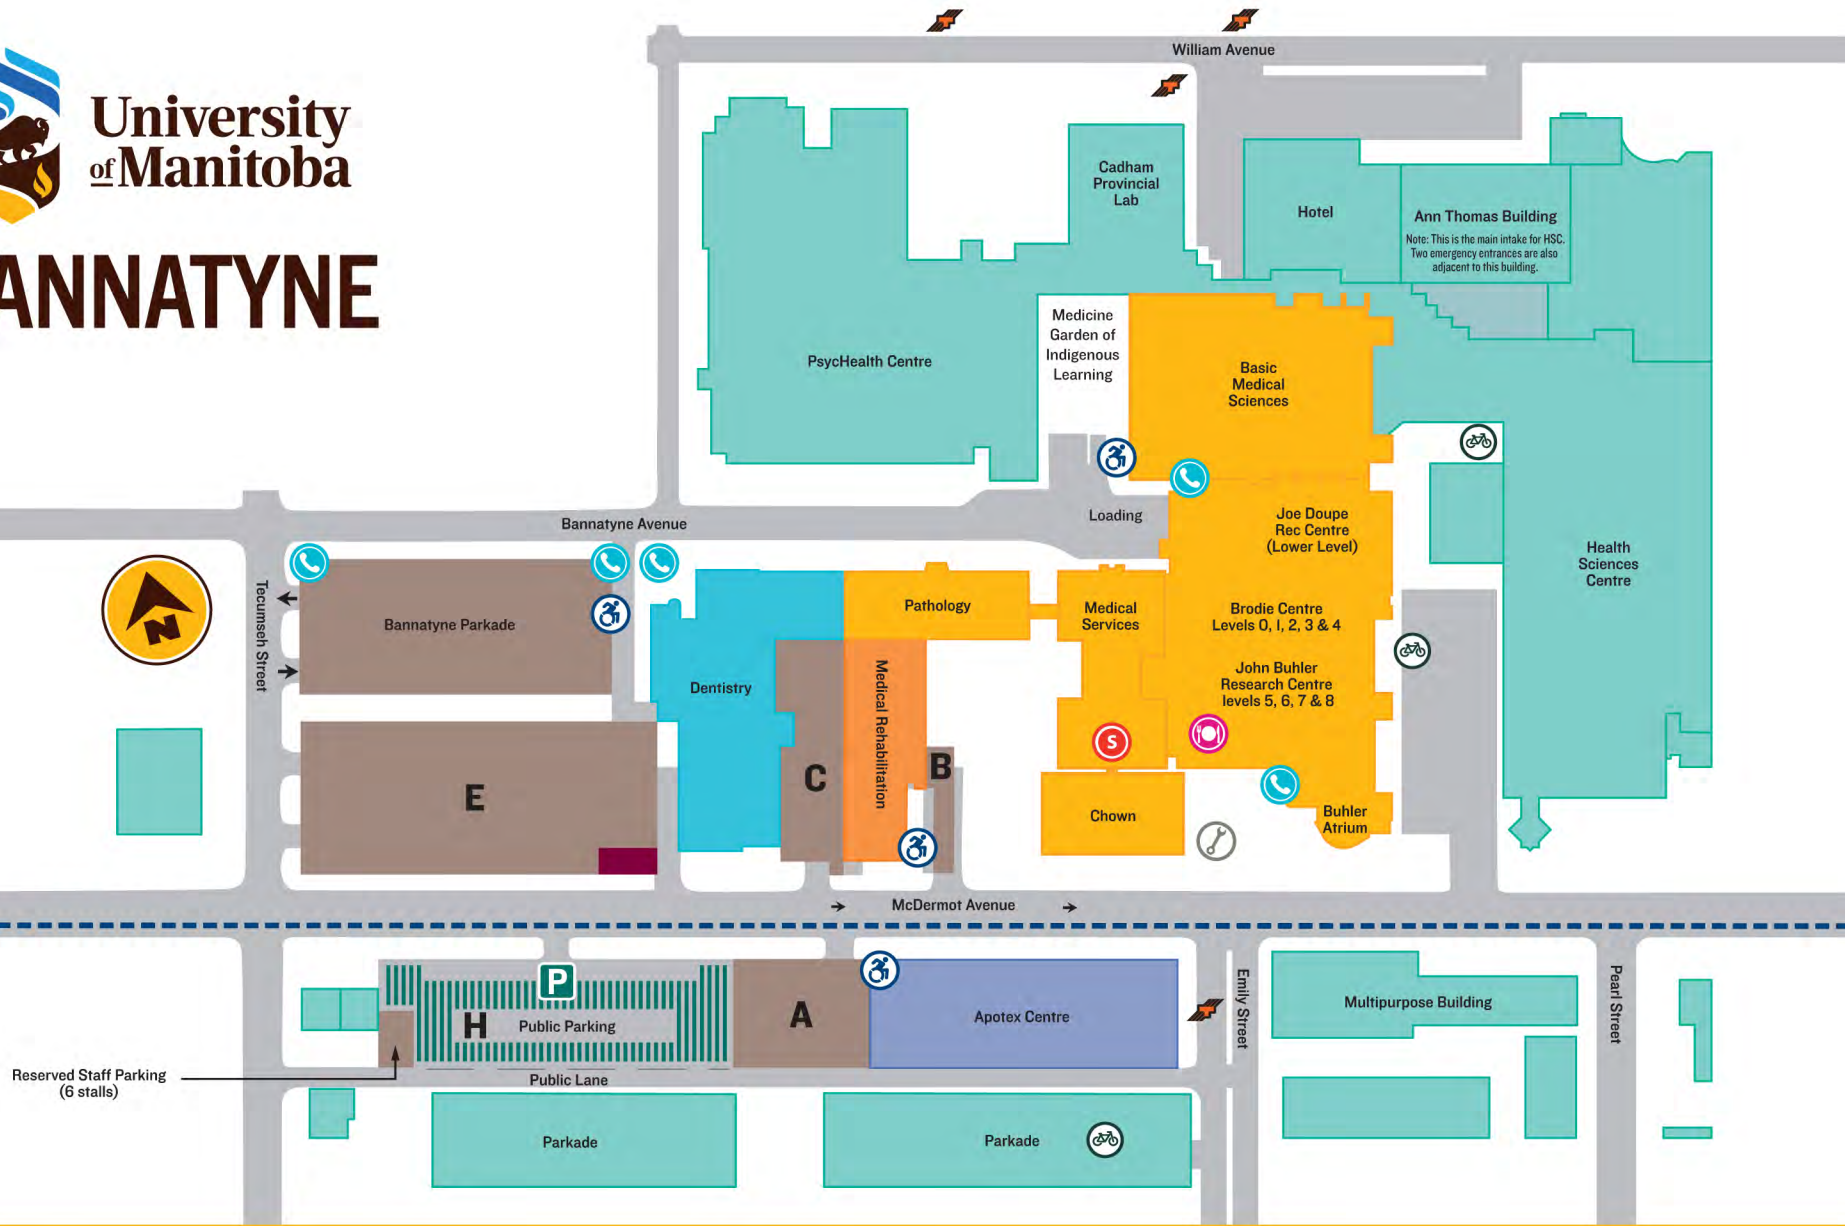 University
of Manitoba
ANNATYNE
William Avenue
Cadham
Provincial
Lab
Hotel
Ann Thomas Building
Note: This is the main intake for HSC.
Two emergency entrances are also
adjacent to this building.
Medicine
Garden of
Indigenous
Learning
PsycHealth Centre
Basic
Medical
Sciences
Bannatyne Avenue
Loading
Joe Doupe
Rec Centre
(Lower Level)
Health
Sciences
Centre
Tecumseh Street
N
Bannatyne Parkade
Pathology
Medical
Services
Brodie Centre
Levels 0, 1, 2, 3 & 4
John Buhler
Research Centre
levels 5, 6, 7 & 8
Dentistry
Medical Rehabilitation
S
E
C
B
Chown
Buhler
Atrium
McDermot Avenue
P
H
Public Parking
A
Apotex Centre
Emily Street
Multipurpose Building
Pearl Street
Reserved Staff Parking
(6 stalls)
Public Lane
Parkade
Parkade